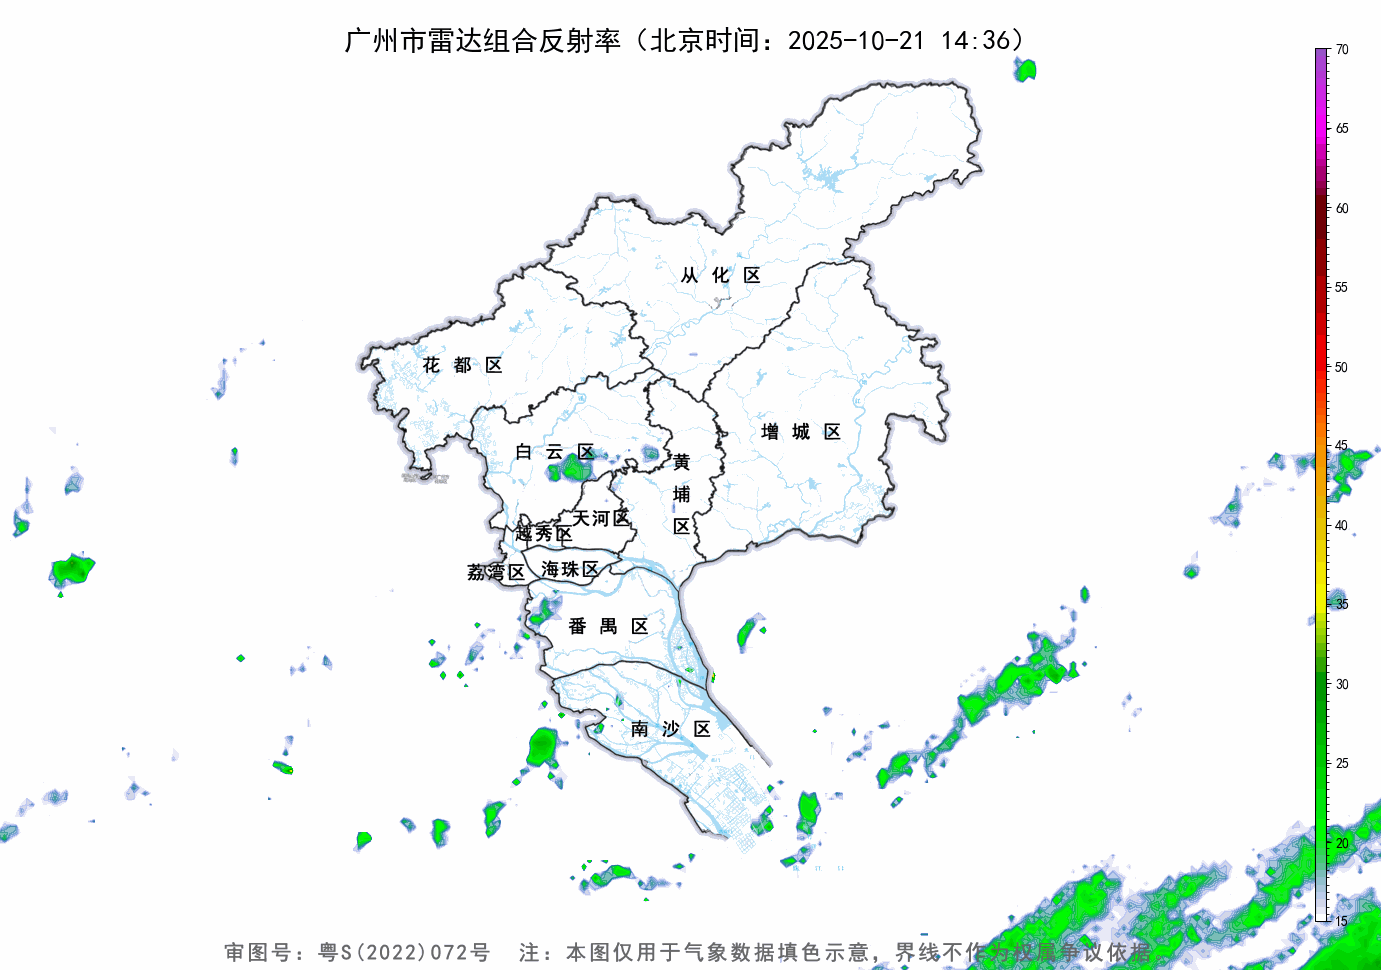 广州市雷达组合反射率（北京时间：2025-10-21 14:36）
70
65
60
55
50
45
40
35
30
25
20
15
从化区
花都区
增城区
白云区
黄埔区
天河区
越秀区
海珠区
荔湾区
番禺区
南沙区
审图号：粤S(2022)072号 注：本图仅用于气象数据填色示意，界线不作为权属争议依据